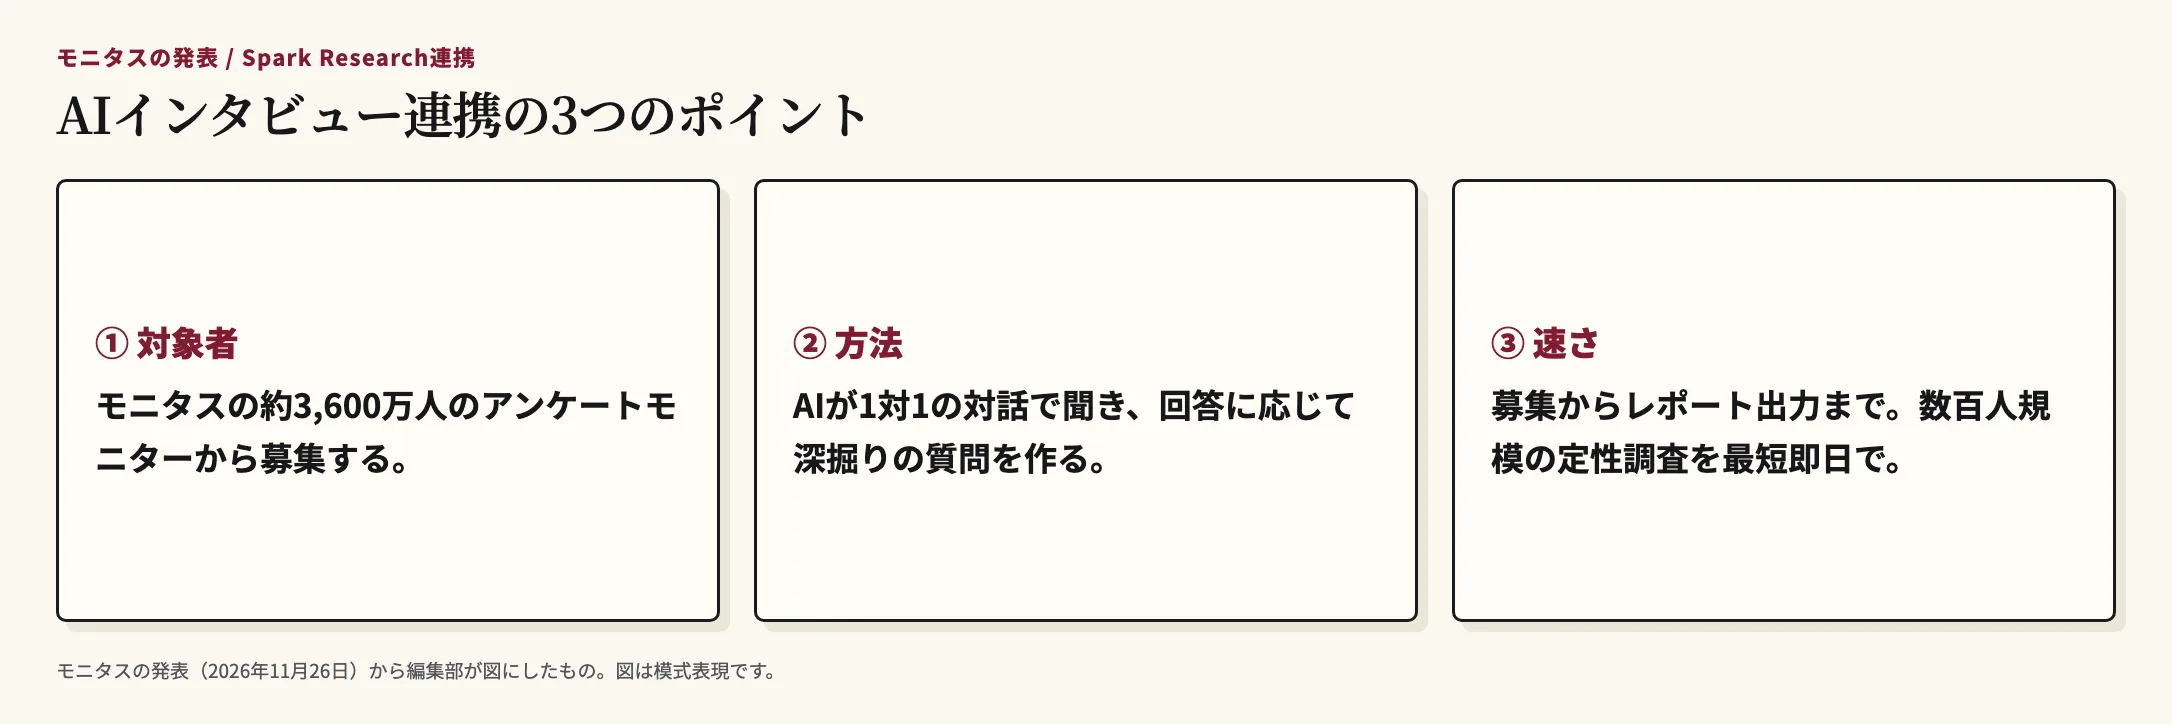 モニタスの発表 / Spark Research連携
AIインタビュー連携の3つのポイント
① 対象者
モニタスの約3,600万人のアンケートモ
ニターから募集する。
② 方法
AIが1対1の対話で聞き、回答に応じて
深掘りの質問を作る。
③ 速さ
募集からレポート出力まで。数百人規
模の定性調査を最短即日で。
モニタスの発表（2026年11月26日）から編集部が図にしたもの。図は模式表現です。